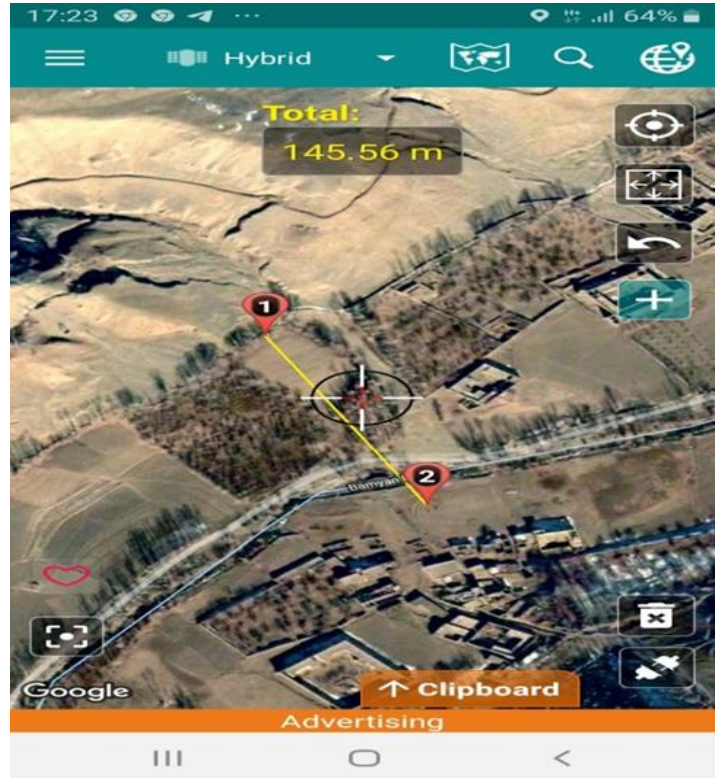 17:23 64%
Hybrid
Total:
145.56 m
1
2
Bamyan
Google
Clipboard
Advertising